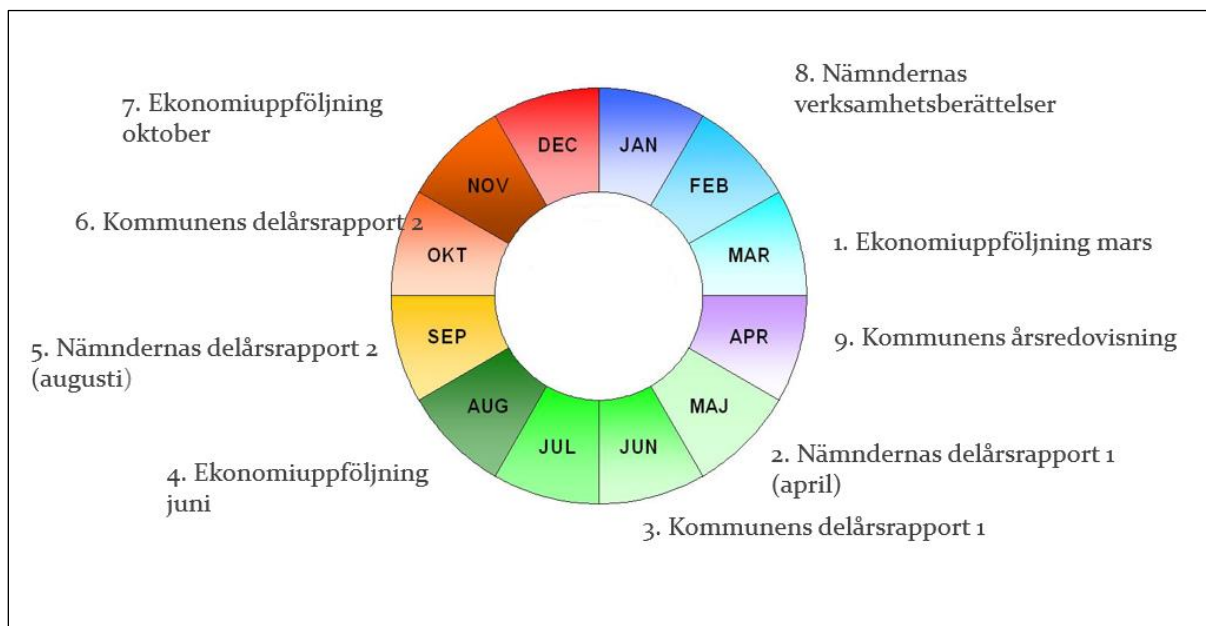 8. Nämndernas
verksamhetsberättelser
7. Ekonomiuppföljning
oktober
DEC
JAN
NOV
FEB
6. Kommunens delårsrapport 2
OKT
MAR
1. Ekonomiuppföljning mars
SEP
APR
9. Kommunens årsredovisning
5. Nämndernas delårsrapport 2
(augusti)
AUG
MAJ
JUL
JUN
4. Ekonomiuppföljning
juni
2. Nämndernas delårsrapport 1
(april)
3. Kommunens delårsrapport 1